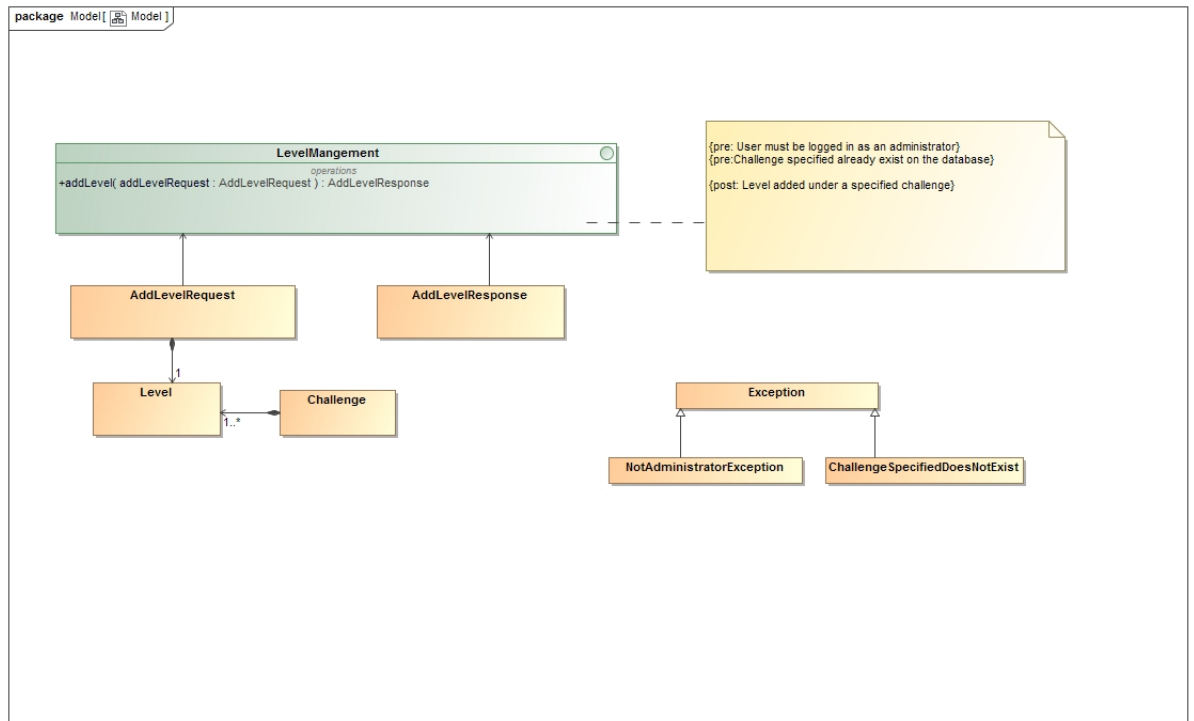 package Model[ Model ]
LevelMangement
operations
+addLevel( addLevelRequest : AddLevelRequest ) : AddLevelResponse
{pre: User must be logged in as an administrator}
{pre:Challenge specified already exist on the database}
{post: Level added under a specified challenge}
AddLevelRequest
AddLevelResponse
1
Level
Challenge
1..*
Exception
NotAdministratorException
ChallengeSpecifiedDoesNotExist